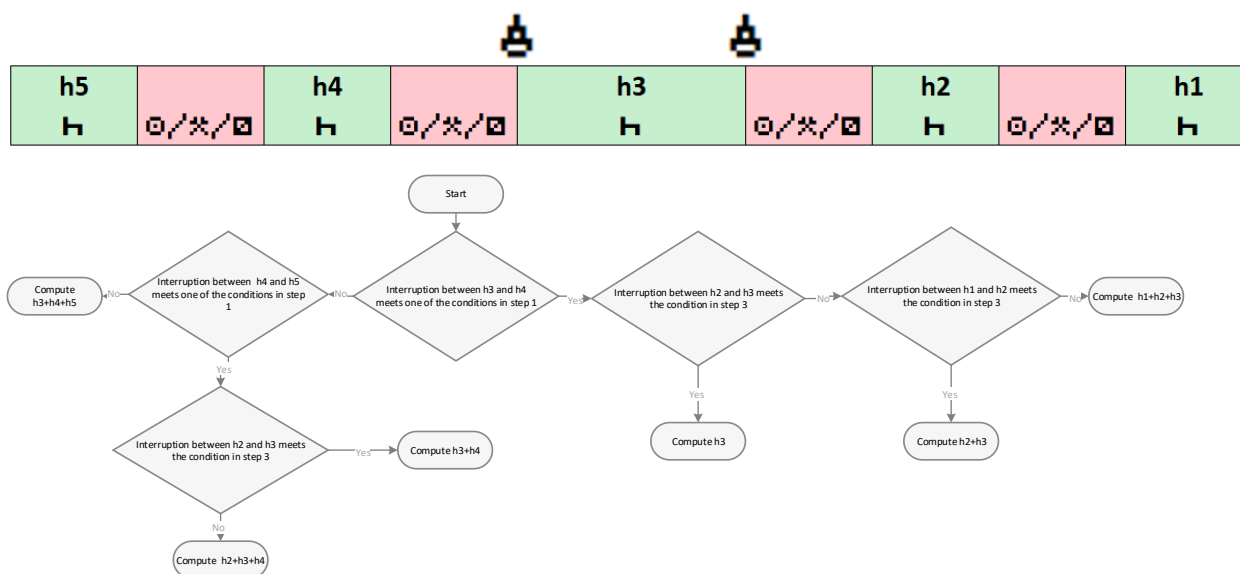 h5
h4
h3
h2
h1
Start
Interruption between h4 and h5
meets one of the conditions in step
1
Interruption between h3 and h4
meets one of the conditions in step 1
Interruption between h2 and h3 meets
the condition in step 3
Interruption between h1 and h2 meets
the condition in step 3
Compute
h3+h4+h5
No
No
Yes
No
No
Compute h1+h2+h3
Yes
Yes
Yes
Interruption between h2 and h3 meets
the condition in step 3
Yes
Compute h3+h4
Compute h3
Compute h2+h3
No
Compute h2+h3+h4